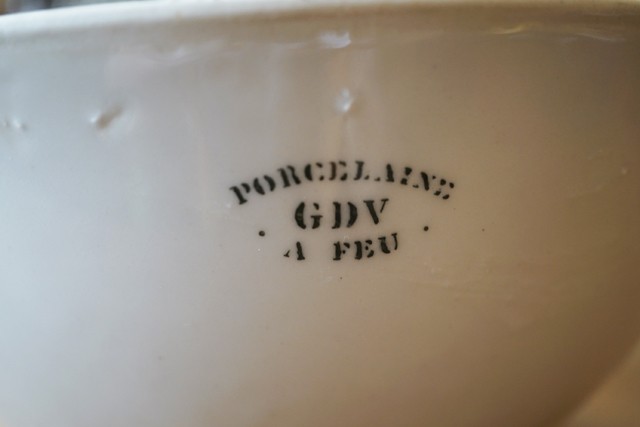 PORCELAINE
GDV
· A FEU ·